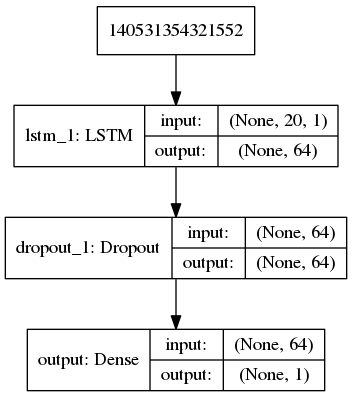 140531354321552
lstm_1: LSTM
input: (None, 20, 1)
output: (None, 64)
dropout_1: Dropout
input: (None, 64)
output: (None, 64)
output: Dense
input: (None, 64)
output: (None, 1)